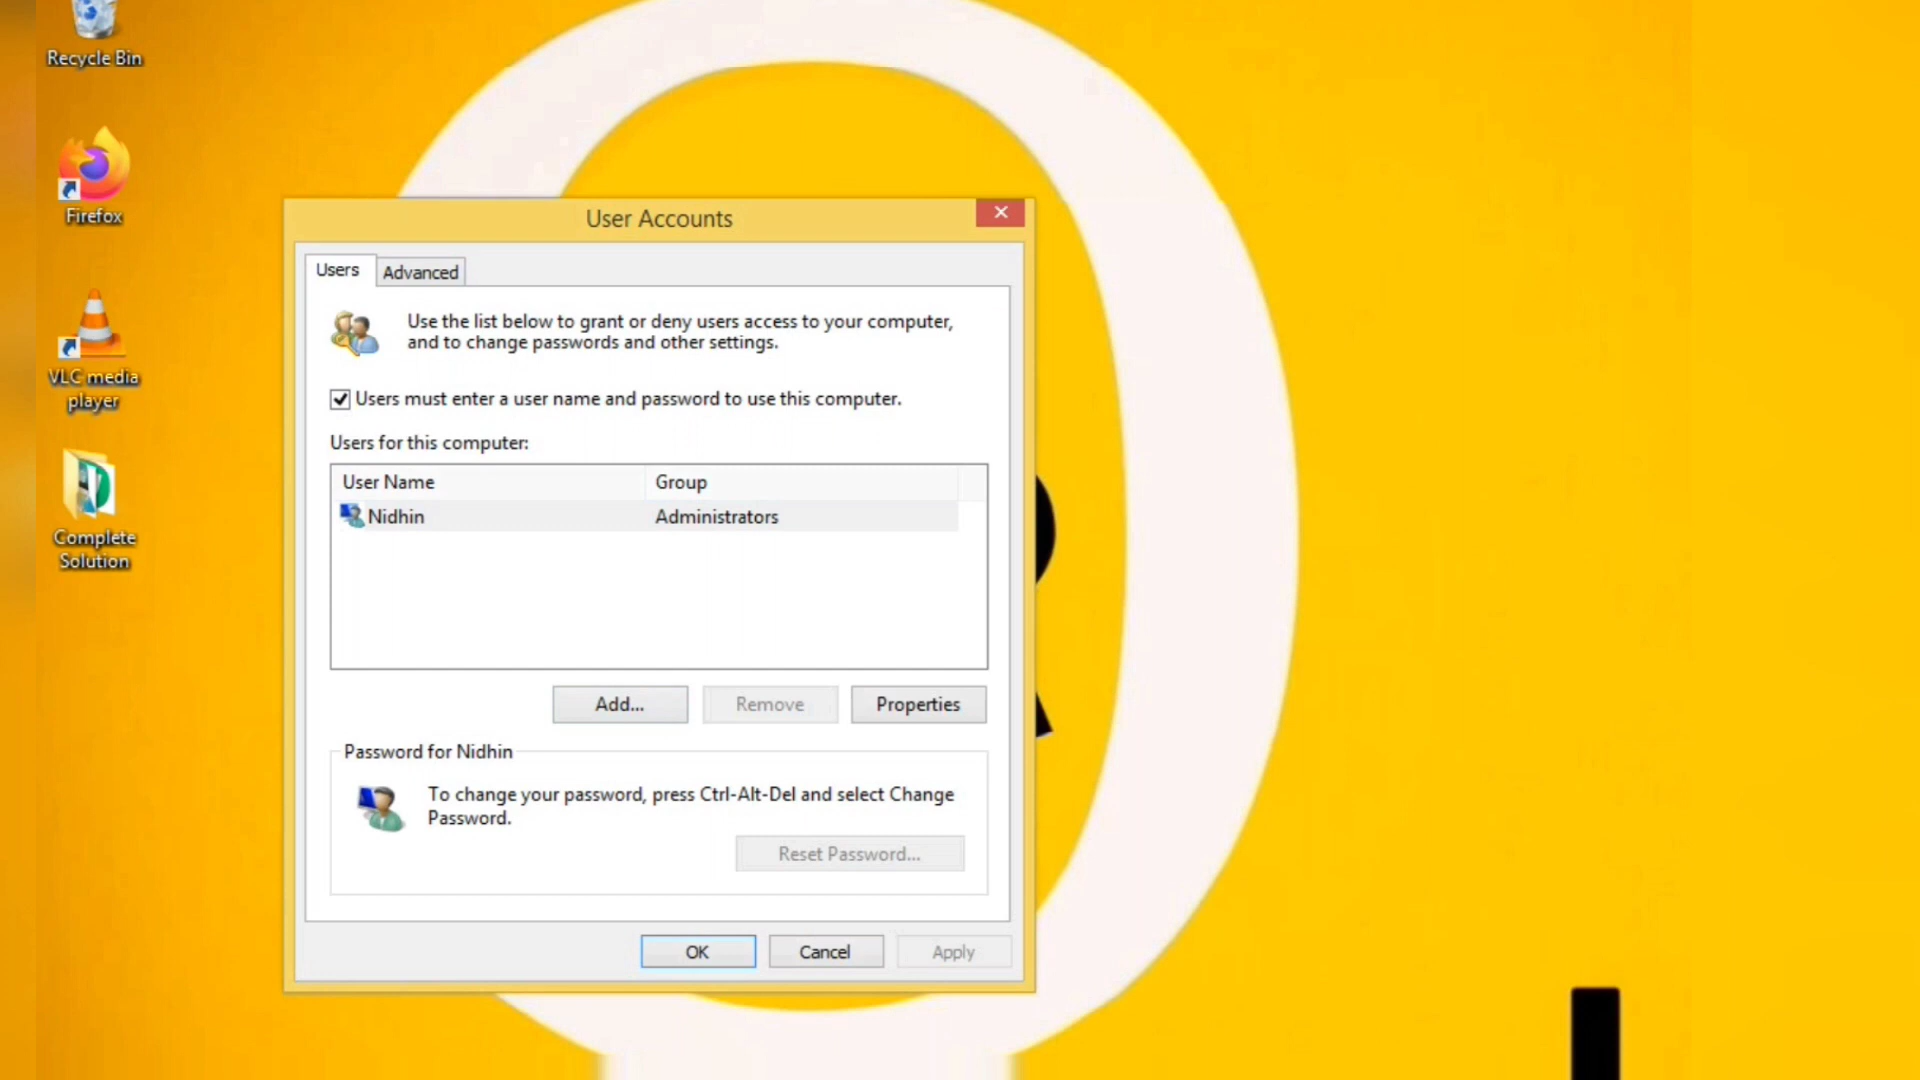 Recycle Bin
Firefox
VLC media
player
Complete
Solution
User Accounts
Users
Advanced
Use the list below to grant or deny users access to your computer,
and to change passwords and other settings.
Users must enter a user name and password to use this computer.
Users for this computer:
User Name Group
Nidhin Administrators
Add... Remove Properties
Password for Nidhin
To change your password, press Ctrl-Alt-Del and select Change
Password.
Reset Password...
OK Cancel Apply